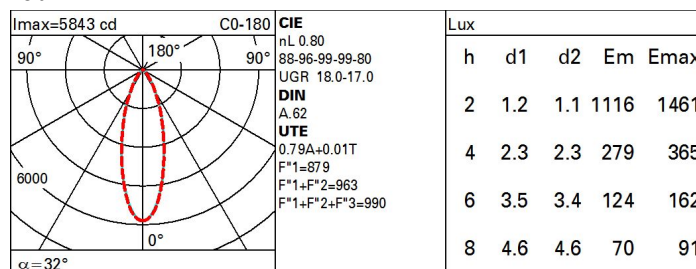 Imax=5843 cd C0-180
90° 180° 90°
6000
0°
α=32°
CIE
nL 0.80
88-96-99-99-80
UGR 18.0-17.0
DIN
A.62
UTE
0.79A+0.01T
F"1=879
F"1+F"2=963
F"1+F"2+F"3=990
Lux
h d1 d2 Em Emax
2 1.2 1.1 1116 1461
4 2.3 2.3 279 365
6 3.5 3.4 124 162
8 4.6 4.6 70 91